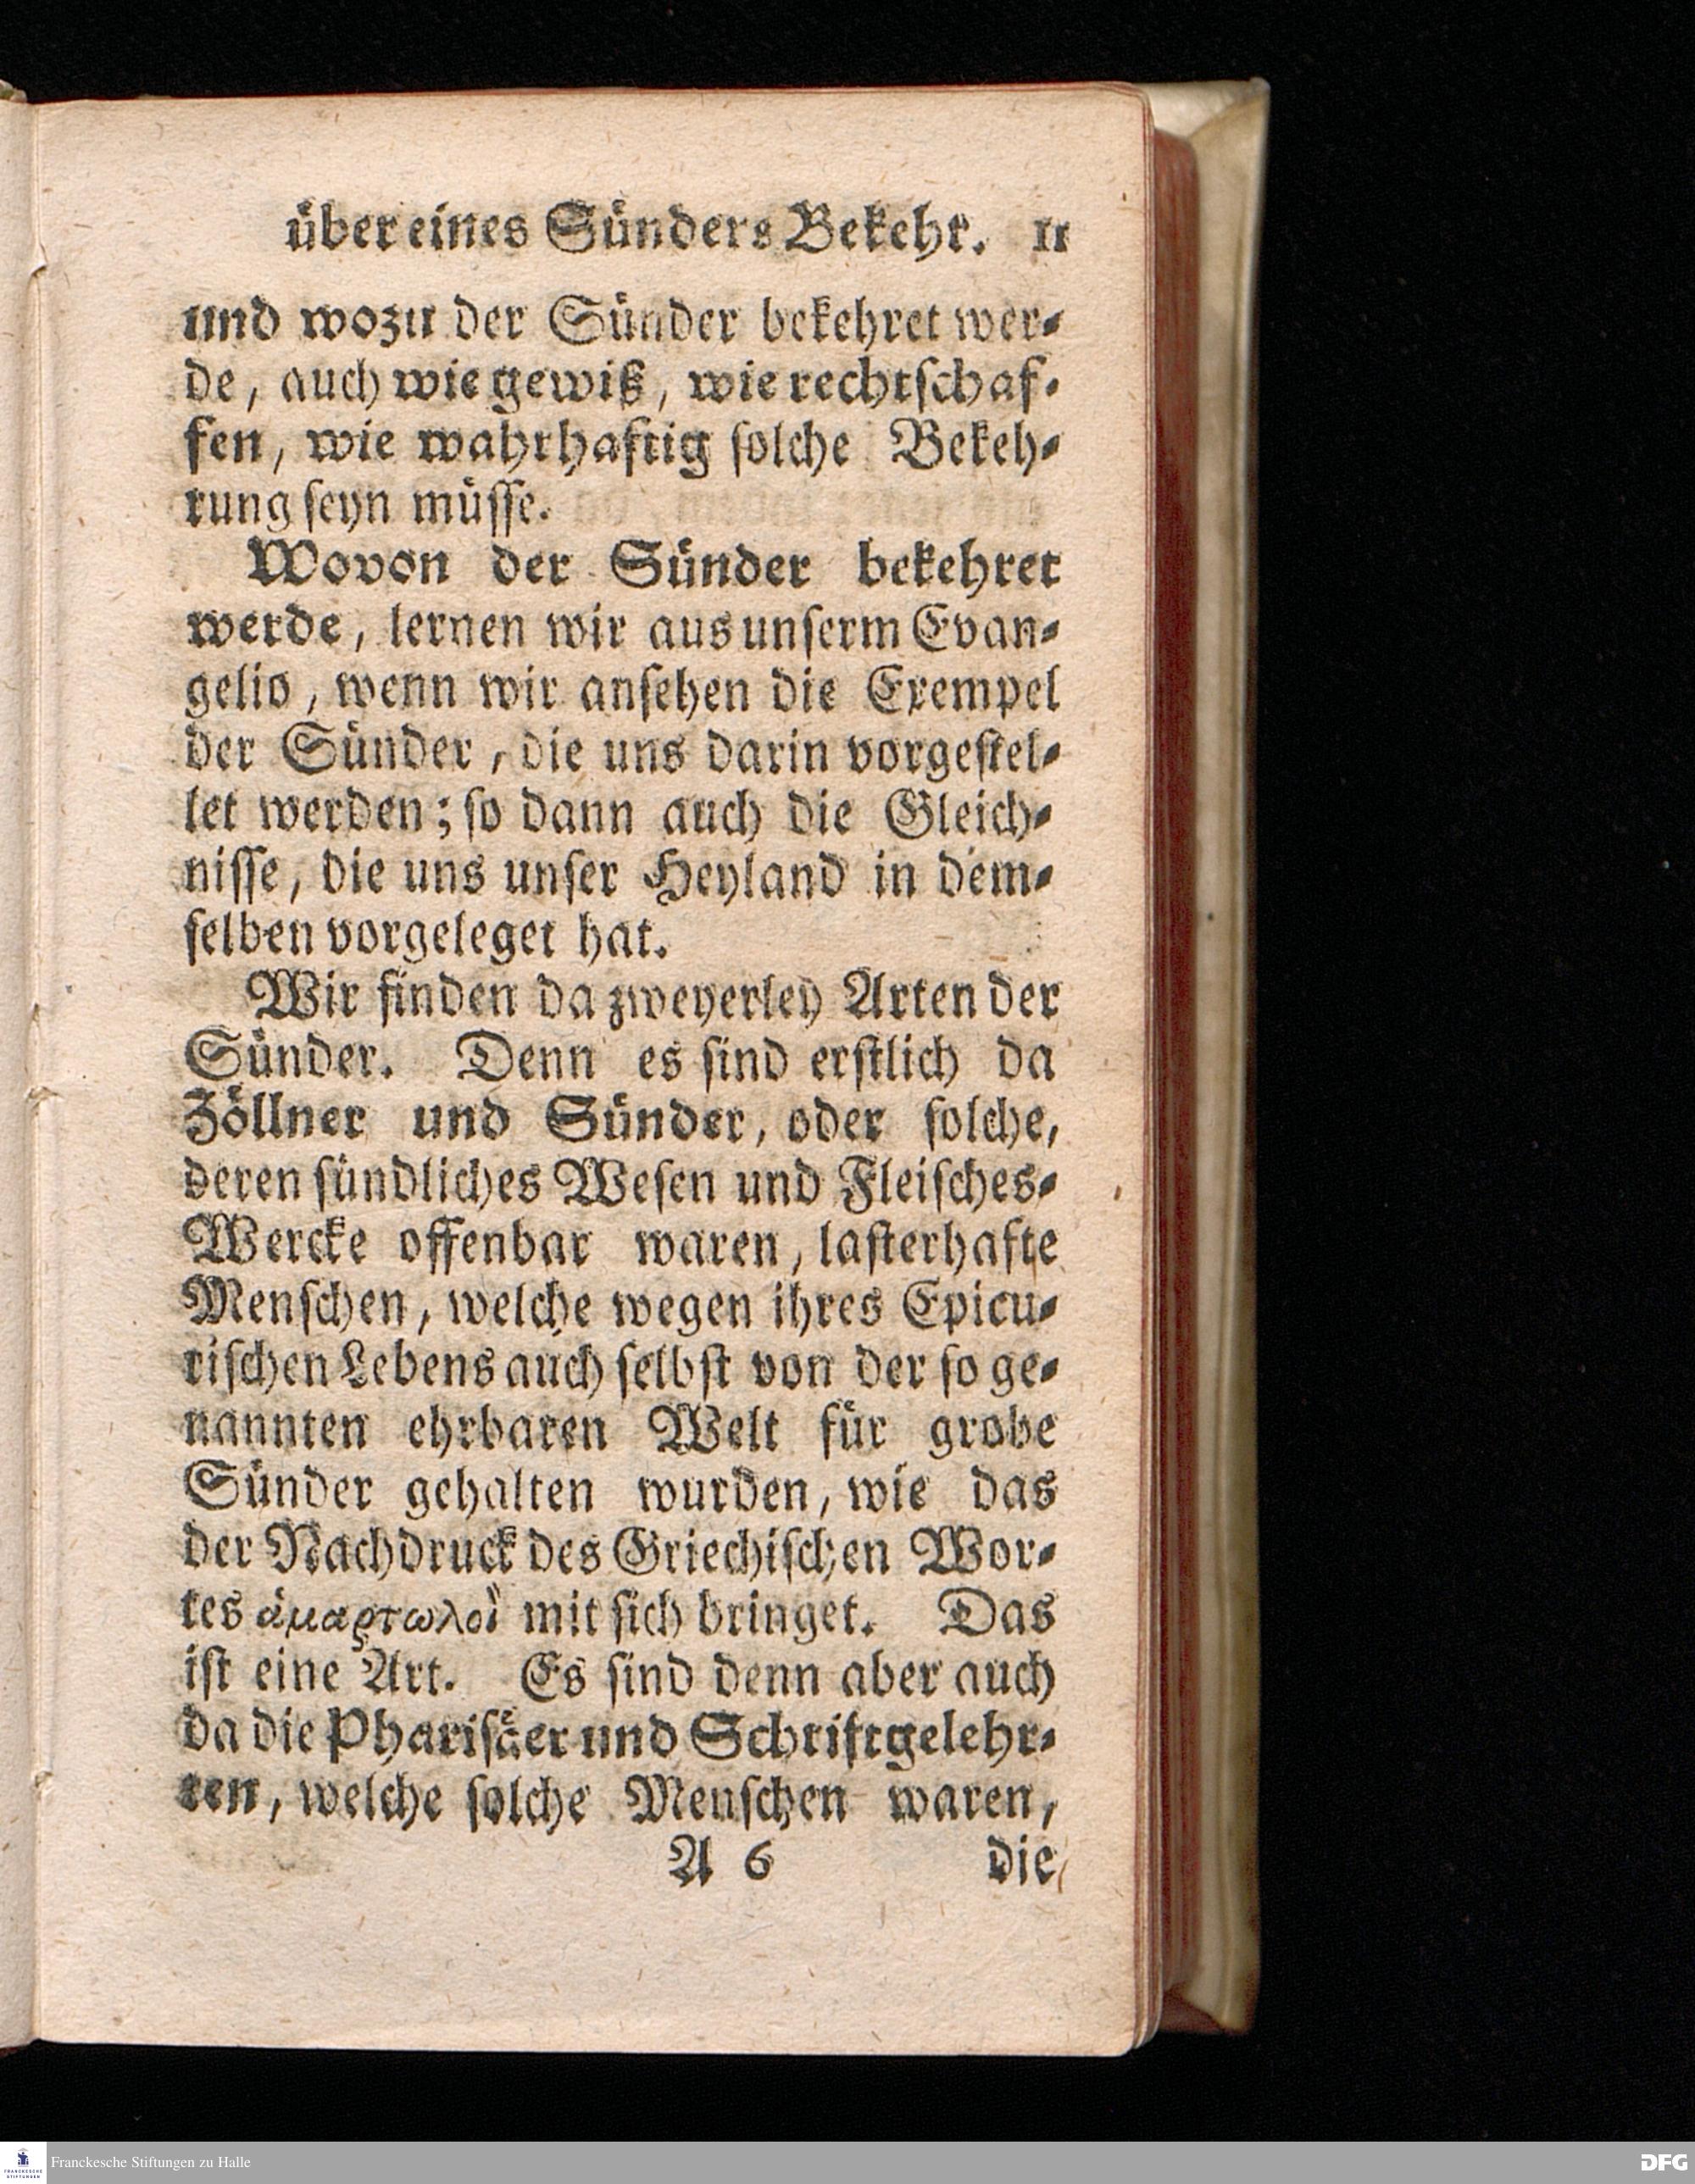 über eines Sünders Bekehr. 11
und wozu der Sünder bekehret wer-
de, auch wie gewiß, wie rechtschaf-
fen, wie wahrhaftig solche Bekeh-
rung seyn müsse.
Wovon der Sünder bekehret
werde, lernen wir aus unserm Evan-
gelio, wenn wir ansehen die Exempel
der Sünder, die uns darin vorgestel-
let werden; so dann auch die Gleich-
nisse, die uns unser Heyland in dem-
selben vorgeleget hat.
Wir finden da zweyerley Arten der
Sünder. Denn es sind erstlich da
Zöllner und Sünder, oder solche,
deren sündliches Wesen und Fleisches-
Wercke offenbar waren, lasterhafte
Menschen, welche wegen ihres Epicu-
rischen Lebens auch selbst von der so ge-
nannten ehrbaren Welt für grobe
Sünder gehalten wurden, wie das
der Nachdruck des Griechischen Wor-
tes ἁμαρτωλοὶ mit sich bringet. Das
ist eine Art. Es sind denn aber auch
da die Pharisäer und Schriftgelehr-
ten, welche solche Menschen waren,
A 6 die
Franckesche Stiftungen zu Halle
FRANCKESCHE STIFTUNGEN
DFG